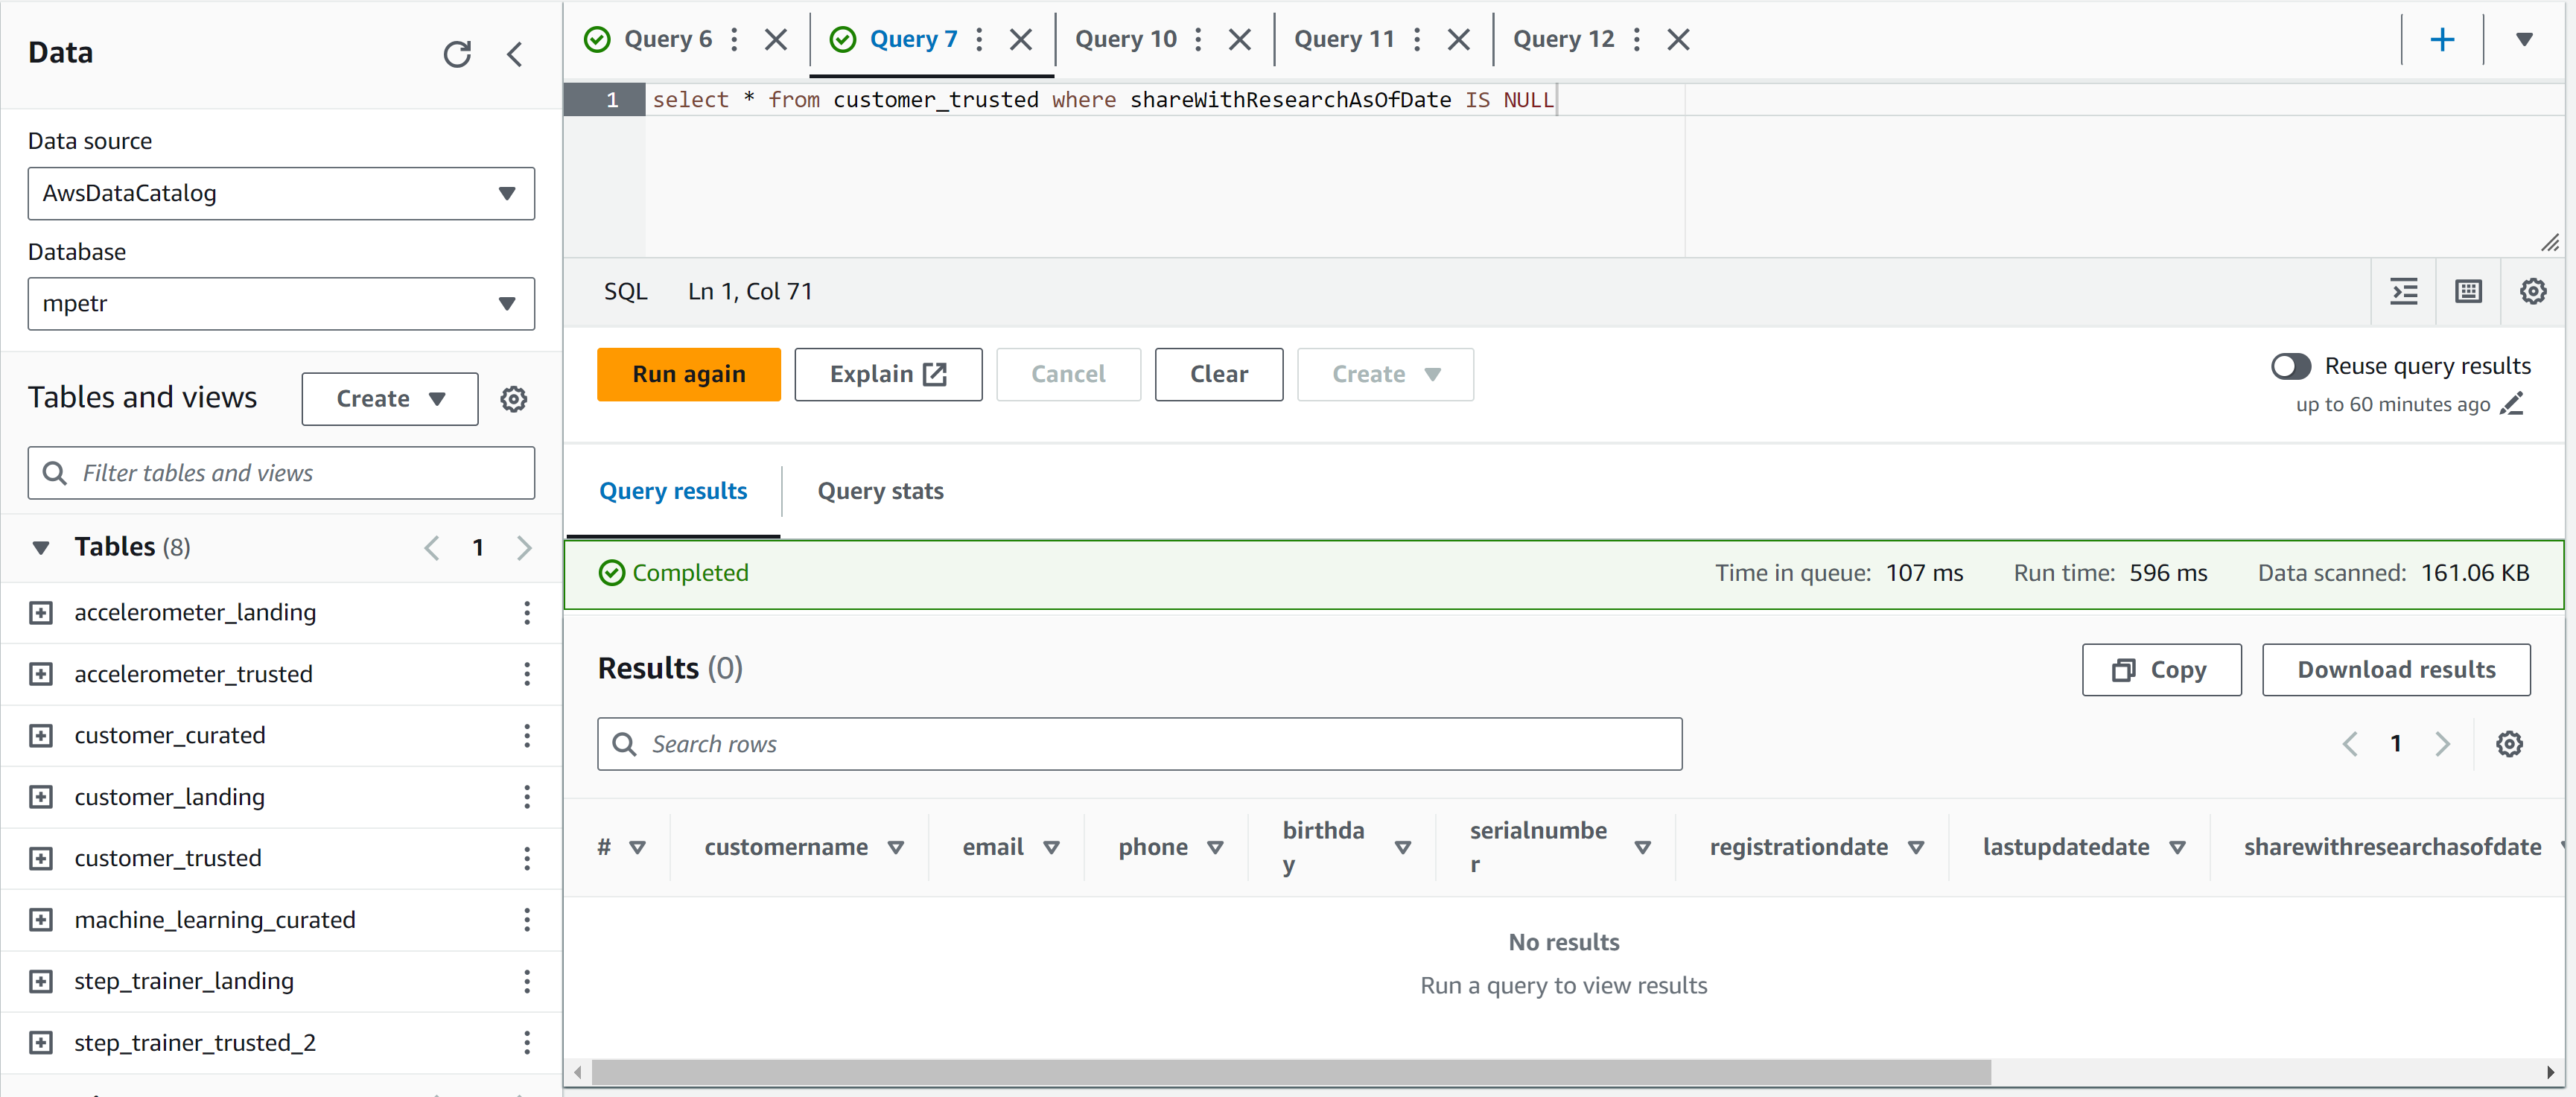 Data
Data source
AwsDataCatalog
Database
mpetr
Tables and views
Create
Filter tables and views
Tables (8)
1
accelerometer_landing
accelerometer_trusted
customer_curated
customer_landing
customer_trusted
machine_learning_curated
step_trainer_landing
step_trainer_trusted_2
Query 6
Query 7
Query 10
Query 11
Query 12
1 select * from customer_trusted where shareWithResearchAsOfDate IS NULL
SQL Ln 1, Col 71
Run again
Explain
Cancel
Clear
Create
Reuse query results
up to 60 minutes ago
Query results
Query stats
Completed
Time in queue: 107 ms
Run time: 596 ms
Data scanned: 161.06 KB
Results (0)
Copy
Download results
Search rows
1
#
customername
email
phone
birthda
y
serialnumbe
r
registrationdate
lastupdatedate
sharewithresearchasofdate
No results
Run a query to view results